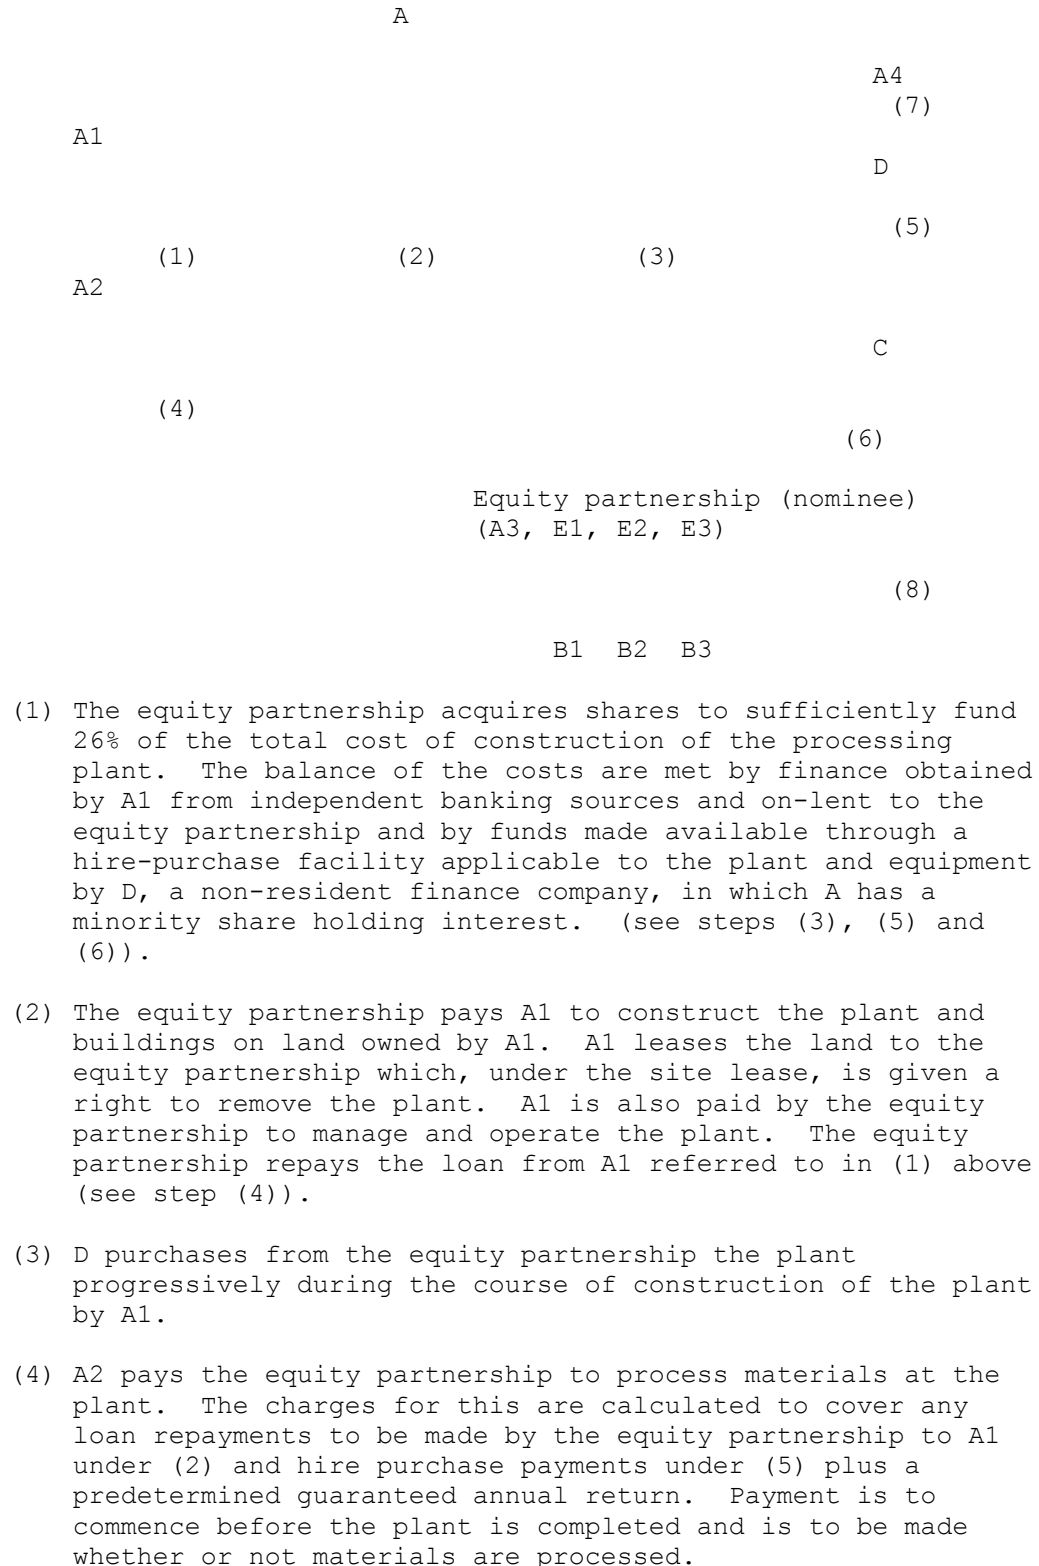 A
A4
(7)
A1
D
(5)
(1) (2) (3)
A2
C
(4)
(6)
Equity partnership (nominee)
(A3, E1, E2, E3)
(8)
B1 B2 B3
(1) The equity partnership acquires shares to sufficiently fund
26% of the total cost of construction of the processing
plant. The balance of the costs are met by finance obtained
by A1 from independent banking sources and on-lent to the
equity partnership and by funds made available through a
hire-purchase facility applicable to the plant and equipment
by D, a non-resident finance company, in which A has a
minority share holding interest. (see steps (3), (5) and
(6)).
(2) The equity partnership pays A1 to construct the plant and
buildings on land owned by A1. A1 leases the land to the
equity partnership which, under the site lease, is given a
right to remove the plant. A1 is also paid by the equity
partnership to manage and operate the plant. The equity
partnership repays the loan from A1 referred to in (1) above
(see step (4)).
(3) D purchases from the equity partnership the plant
progressively during the course of construction of the plant
by A1.
(4) A2 pays the equity partnership to process materials at the
plant. The charges for this are calculated to cover any
loan repayments to be made by the equity partnership to A1
under (2) and hire purchase payments under (5) plus a
predetermined guaranteed annual return. Payment is to
commence before the plant is completed and is to be made
whether or not materials are processed.